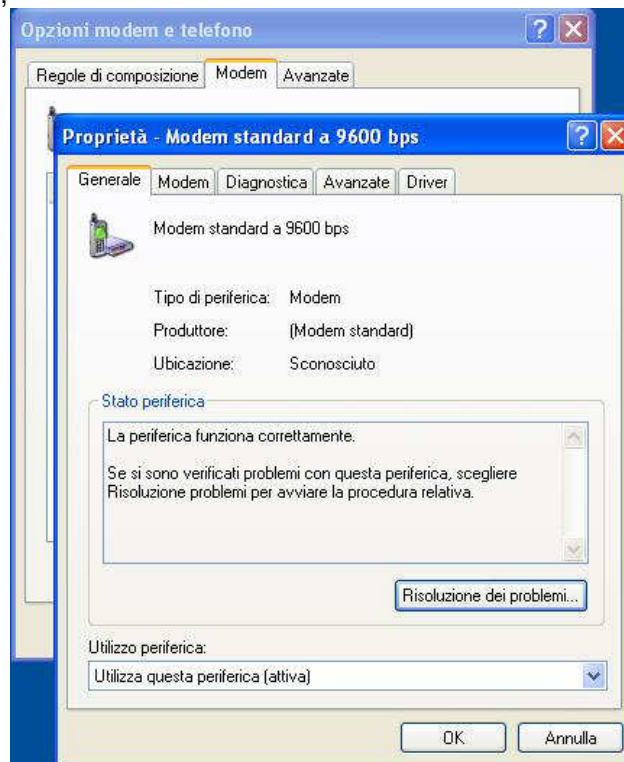 ,
Opzioni modem e telefono
Regole di composizione Modem Avanzate
Proprietà - Modem standard a 9600 bps
Generale Modem Diagnostica Avanzate Driver
Modem standard a 9600 bps
Tipo di periferica: Modem
Produttore: (Modem standard)
Ubicazione: Sconosciuto
Stato periferica
La periferica funziona correttamente.
Se si sono verificati problemi con questa periferica, scegliere
Risoluzione problemi per avviare la procedura relativa.
Risoluzione dei problemi...
Utilizzo periferica:
Utilizza questa periferica (attiva)
OK Annulla